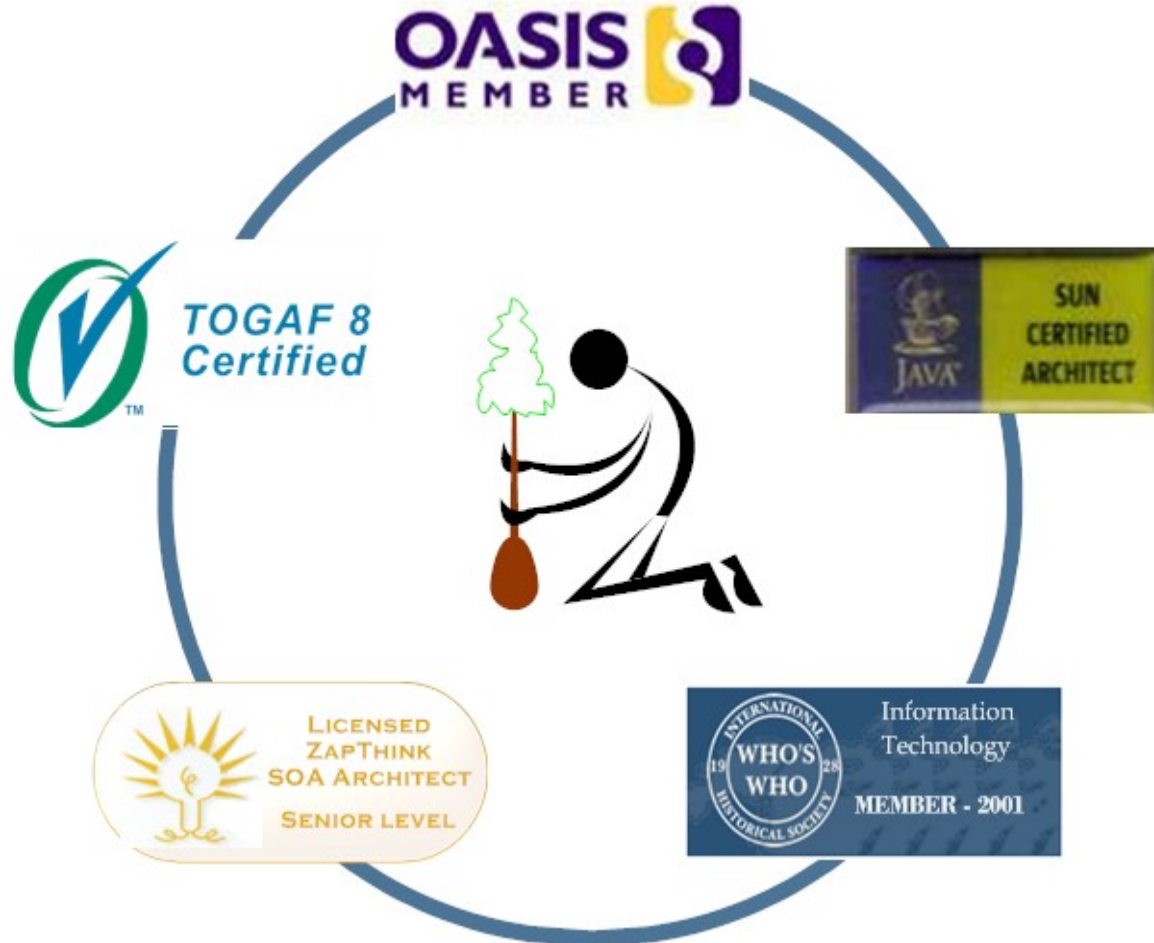 OASIS
MEMBER
TOGAF 8
Certified
TM
SUN
CERTIFIED
ARCHITECT
JAVA
LICENSED
ZAPTHINK
SOA ARCHITECT
SENIOR LEVEL
INTERNATIONAL
19 WHO'S 28
WHO
HISTORICAL SOCIETY
Information
Technology
MEMBER - 2001